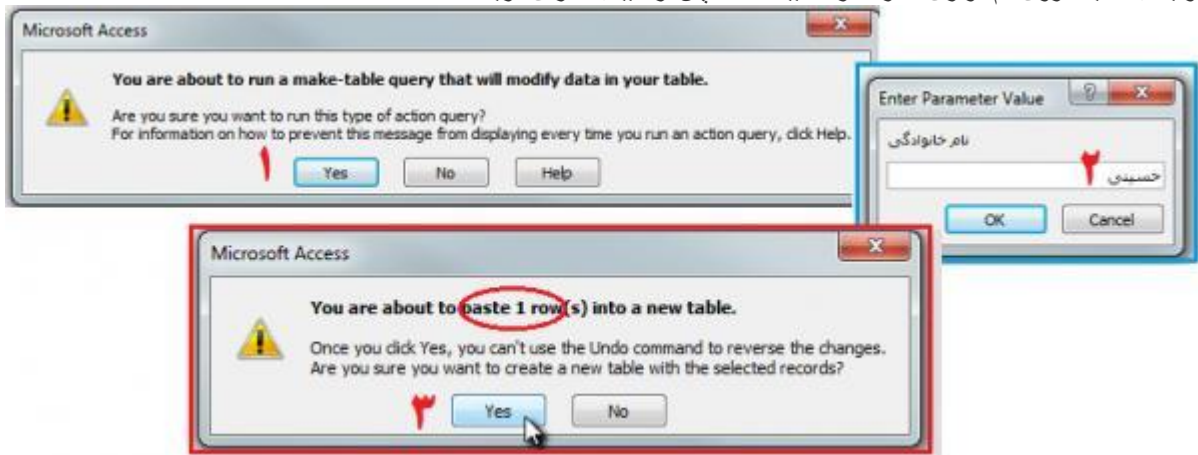 Microsoft Access
You are about to run a make-table query that will modify data in your table.
Are you sure you want to run this type of action query?
For information on how to prevent this message from displaying every time you run an action query, click Help.
۱
Yes No Help
Enter Parameter Value
نام خانوادگی
حسینی
۲
OK Cancel
Microsoft Access
You are about to paste 1 row(s) into a new table.
Once you click Yes, you can't use the Undo command to reverse the changes.
Are you sure you want to create a new table with the selected records?
۳
Yes No